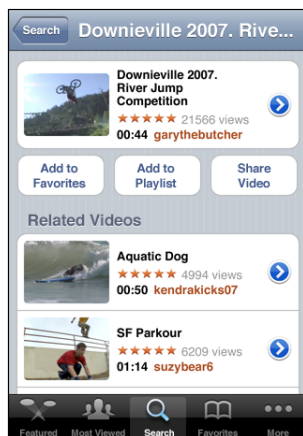 Search
Downieville 2007. Rive...
Downieville 2007.
River Jump
Competition
21566 views
00:44 garythebutcher
Add to
Favorites
Add to
Playlist
Share
Video
Related Videos
Aquatic Dog
4994 views
00:50 kendrakicks07
SF Parkour
6209 views
01:14 suzybear6
Featured
Most Viewed
Search
Favorites
More